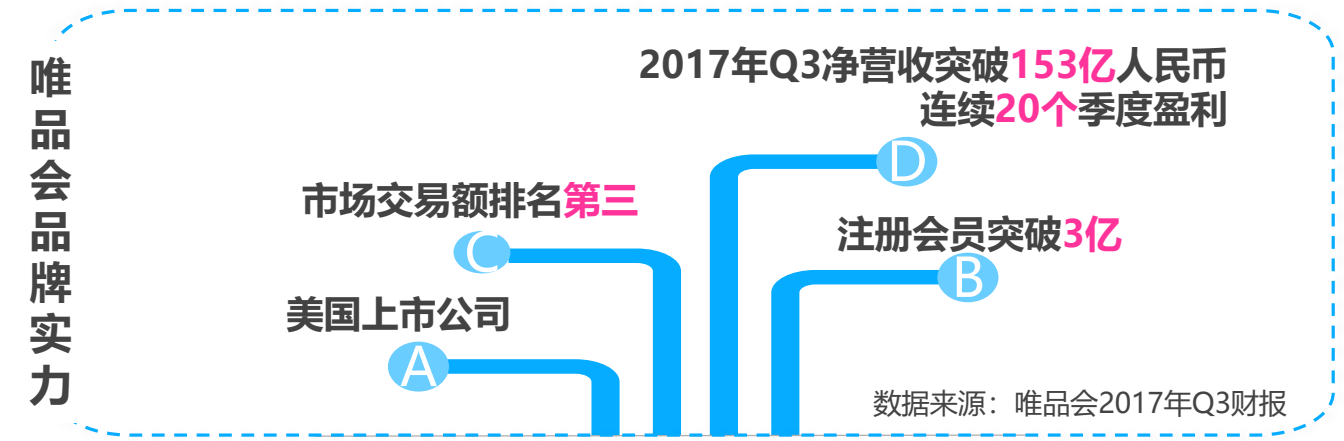 唯品会品牌实力
2017年Q3净营收突破153亿人民币
连续20个季度盈利
D
市场交易额排名第三
C
注册会员突破3亿
B
美国上市公司
A
数据来源：唯品会2017年Q3财报